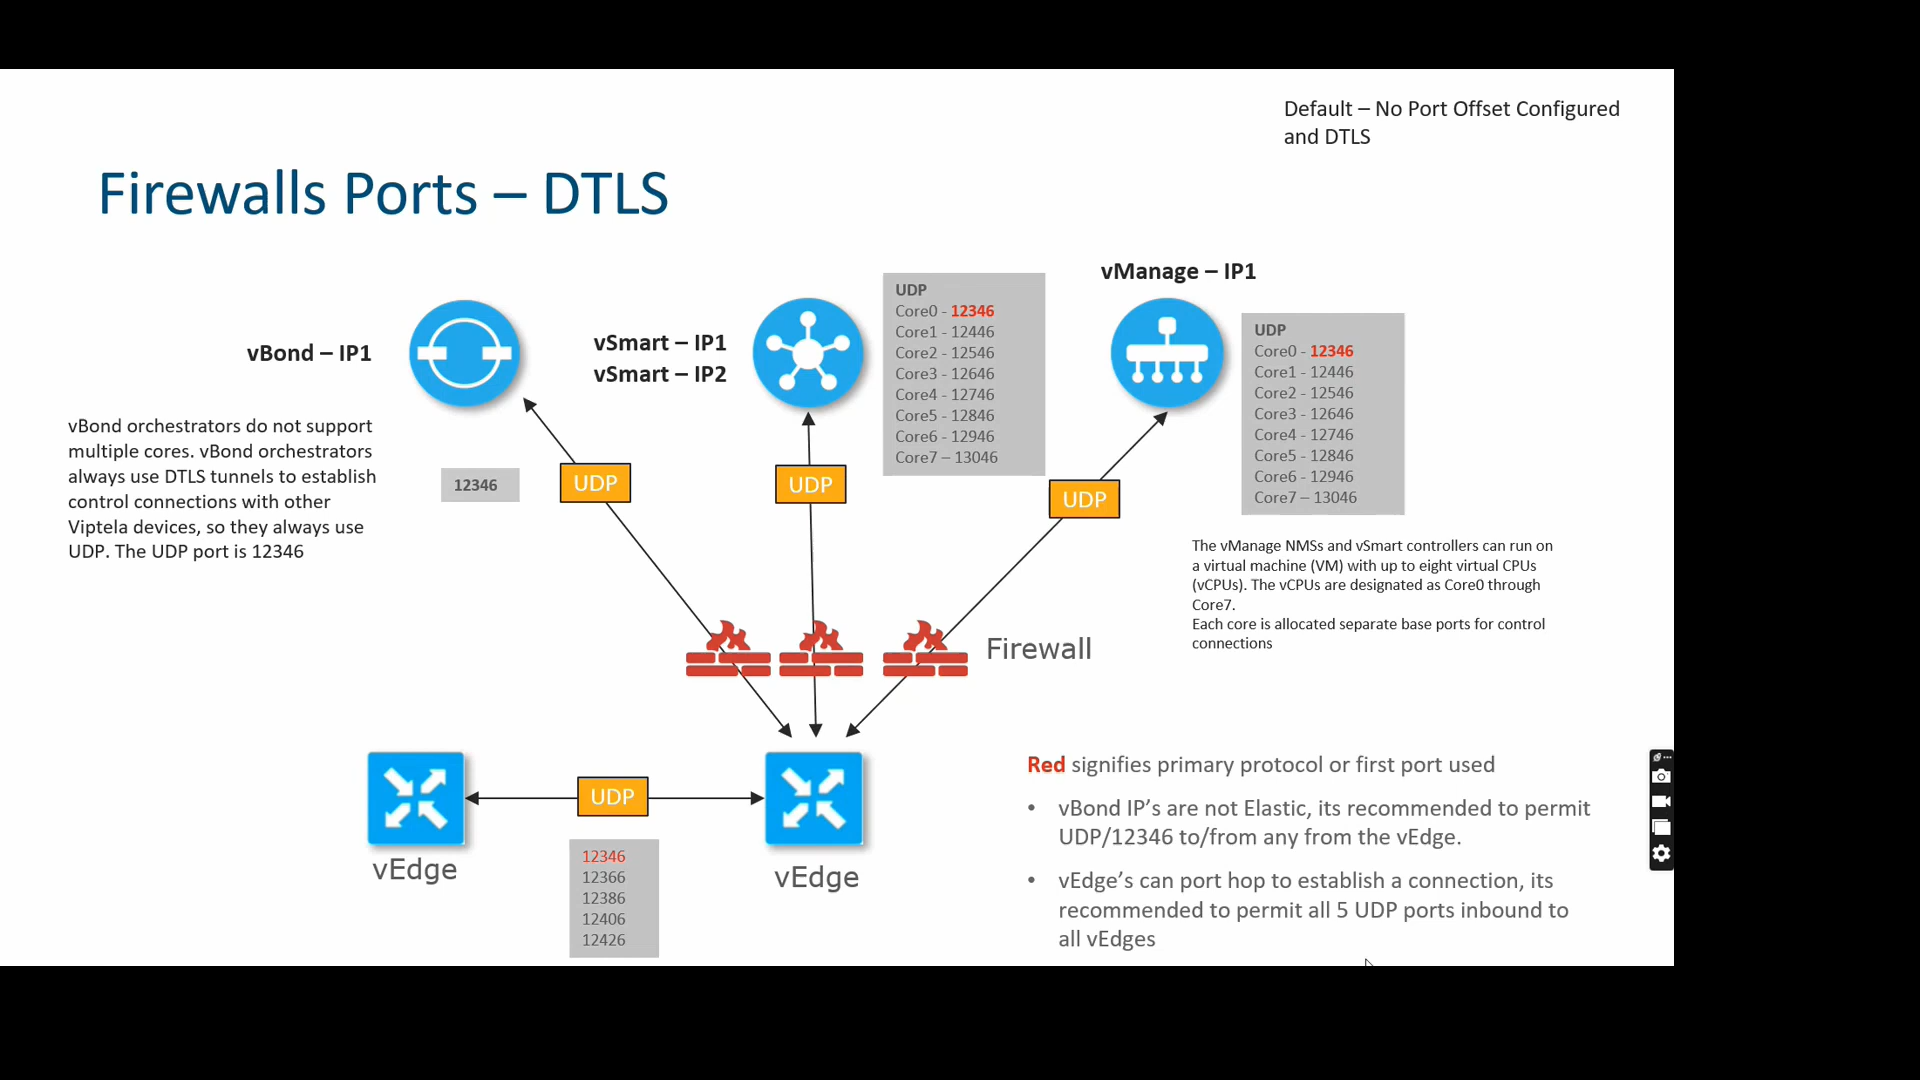 Default – No Port Offset Configured
and DTLS
Firewalls Ports – DTLS
vBond – IP1
vBond orchestrators do not support
multiple cores. vBond orchestrators
always use DTLS tunnels to establish
control connections with other
Viptela devices, so they always use
UDP. The UDP port is 12346
12346
UDP
vSmart – IP1
vSmart – IP2
UDP
Core0 - 12346
Core1 - 12446
Core2 - 12546
Core3 - 12646
Core4 - 12746
Core5 - 12846
Core6 - 12946
Core7 – 13046
UDP
vManage – IP1
UDP
Core0 - 12346
Core1 - 12446
Core2 - 12546
Core3 - 12646
Core4 - 12746
Core5 - 12846
Core6 - 12946
Core7 – 13046
UDP
The vManage NMSs and vSmart controllers can run on
a virtual machine (VM) with up to eight virtual CPUs
(vCPUs). The vCPUs are designated as Core0 through
Core7.
Each core is allocated separate base ports for control
connections
Firewall
vEdge
UDP
12346
12366
12386
12406
12426
vEdge
Red signifies primary protocol or first port used
• vBond IP's are not Elastic, its recommended to permit
UDP/12346 to/from any from the vEdge.
• vEdge's can port hop to establish a connection, its
recommended to permit all 5 UDP ports inbound to
all vEdges